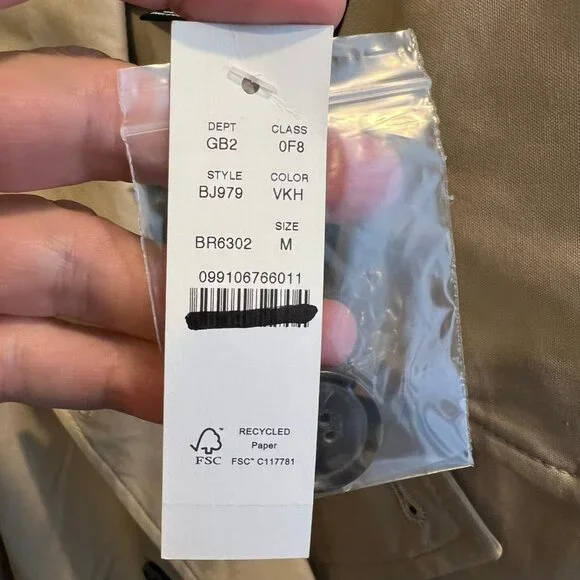 DEPT CLASS
GB2 0F8
STYLE COLOR
BJ979 VKH
SIZE
BR6302 M
099106766011
RECYCLED
Paper
FSC FSC™ C117781